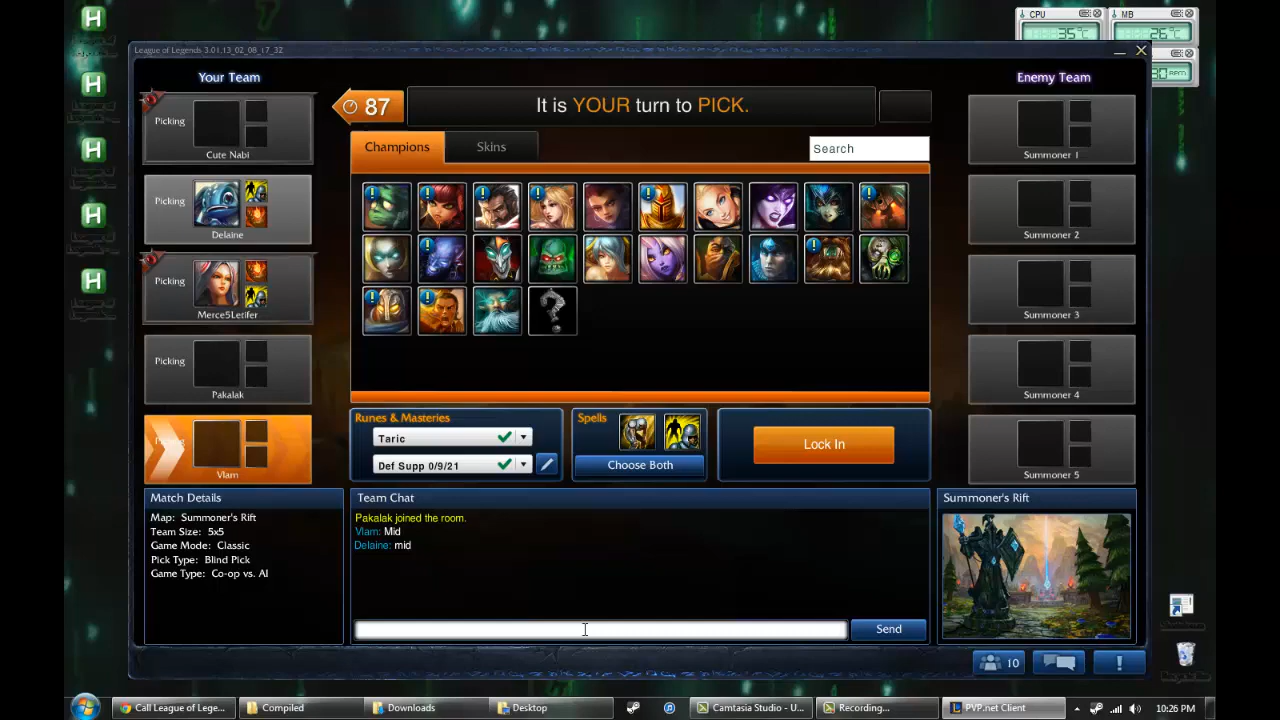 CPU
MB
35°C
26°C
League of Legends 3.01.13_02_08_17_32
Your Team
87
It is YOUR turn to PICK.
Enemy Team
Champions
Skins
Search
Picking
Cute Nabi
Picking
Delaine
Picking
Merce5Lerifer
Picking
Pakalak
Vlam
Summoner 1
Summoner 2
Summoner 3
Summoner 4
Summoner 5
Runes & Masteries
Taric
Def Supp 0/9/21
Spells
Choose Both
Lock In
Match Details
Map: Summoner's Rift
Team Size: 5x5
Game Mode: Classic
Pick Type: Blind Pick
Game Type: Co-op vs. AI
Team Chat
Pakalak joined the room.
Vlam: Mid
Delaine: mid
Send
Summoner's Rift
10
Call League of Lege...
Compiled
Downloads
Desktop
Camtasia Studio - U...
Recording...
PVP.net Client
10:26 PM